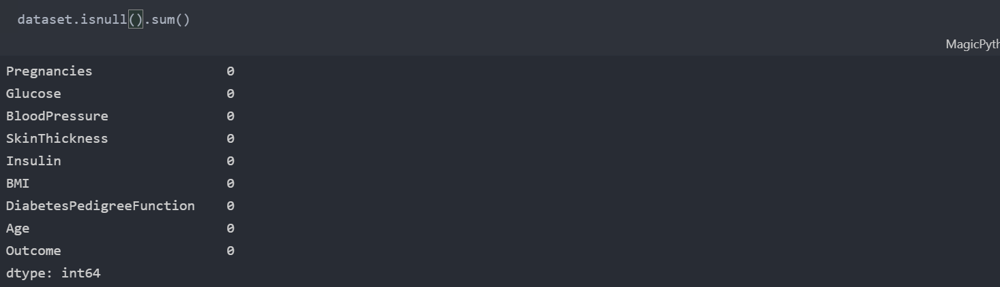 dataset.isnull().sum()
MagicPyth
Pregnancies 0
Glucose 0
BloodPressure 0
SkinThickness 0
Insulin 0
BMI 0
DiabetesPedigreeFunction 0
Age 0
Outcome 0
dtype: int64